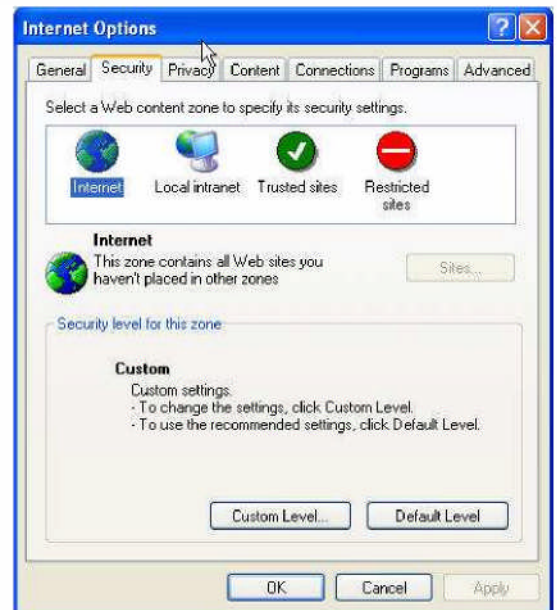 Internet Options
General Security Privacy Content Connections Programs Advanced
Select a Web content zone to specify its security settings.
Internet Local intranet Trusted sites Restricted sites
Internet
This zone contains all Web sites you
haven't placed in other zones
Sites...
Security level for this zone
Custom
Custom settings.
- To change the settings, click Custom Level.
- To use the recommended settings, click Default Level.
Custom Level... Default Level
OK Cancel Apply